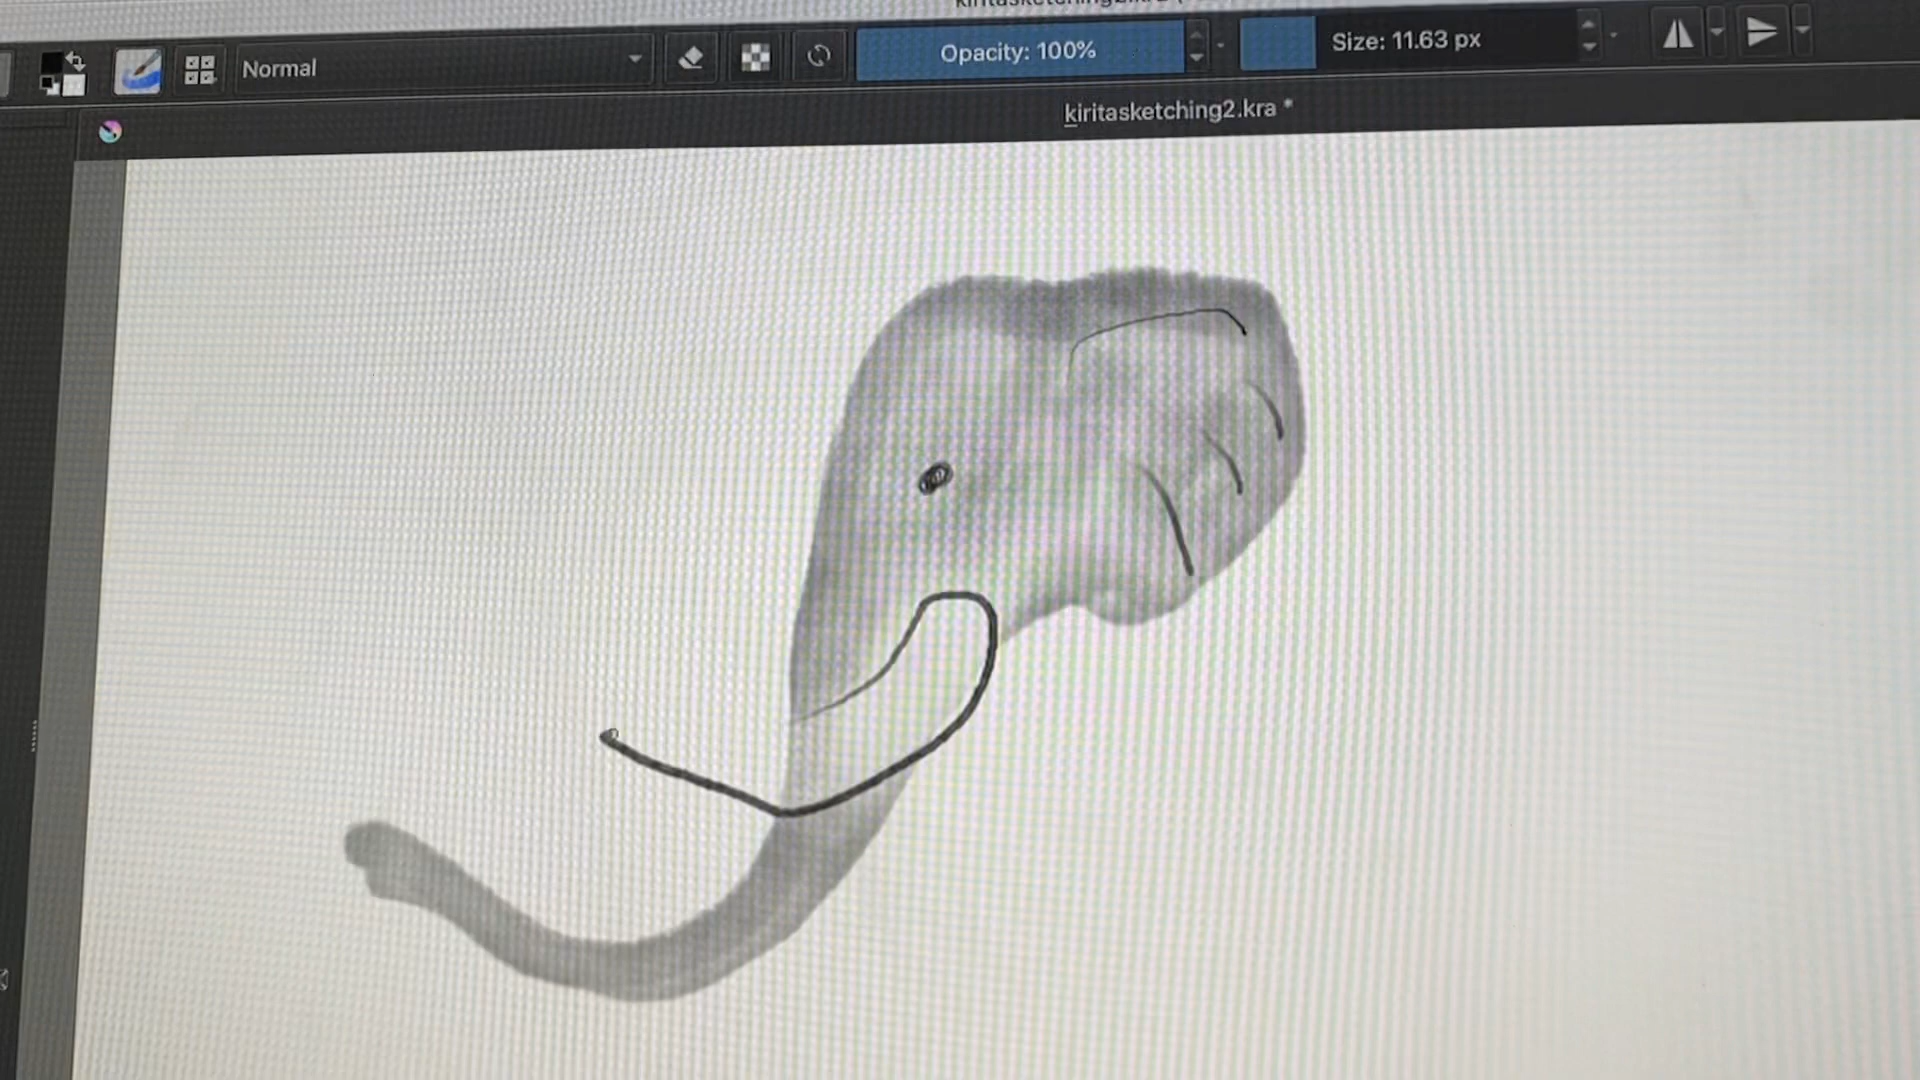 Normal
Opacity: 100%
Size: 11.63 px
kiritasketching2.kra *